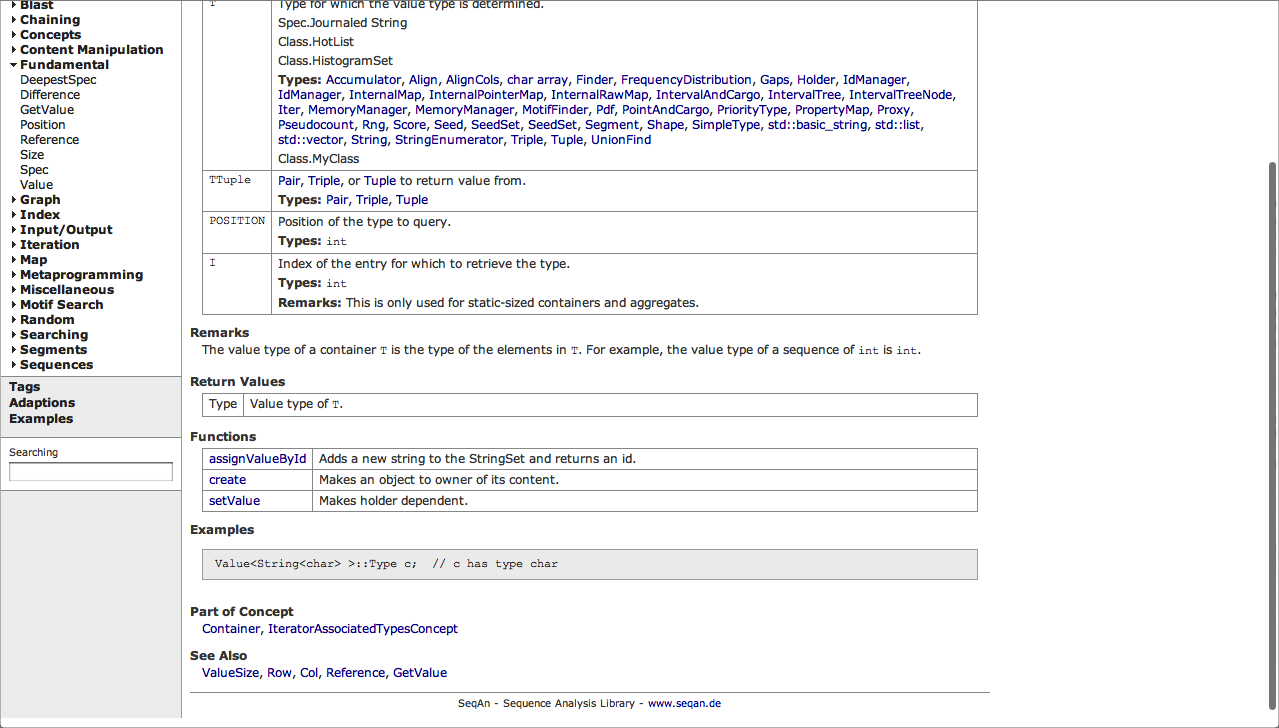 Blast
Chaining
Concepts
Content Manipulation
Fundamental
DeepestSpec
Difference
GetValue
Position
Reference
Size
Spec
Value
Graph
Index
Input/Output
Iteration
Map
Metaprogramming
Miscellaneous
Motif Search
Random
Searching
Segments
Sequences
Tags
Adaptions
Examples
Searching
T Type for which the value type is determined.
Spec.Journaled String
Class.HotList
Class.HistogramSet
Types: Accumulator, Align, AlignCols, char array, Finder, FrequencyDistribution, Gaps, Holder, IdManager,
IdManager, InternalMap, InternalPointerMap, InternalRawMap, IntervalAndCargo, IntervalTree, IntervalTreeNode,
Iter, MemoryManager, MemoryManager, MotifFinder, Pdf, PointAndCargo, PriorityType, PropertyMap, Proxy,
Pseudocount, Rng, Score, Seed, SeedSet, SeedSet, Segment, Shape, SimpleType, std::basic_string, std::list,
std::vector, String, StringEnumerator, Triple, Tuple, UnionFind
Class.MyClass
TTuple Pair, Triple, or Tuple to return value from.
Types: Pair, Triple, Tuple
POSITION Position of the type to query.
Types: int
I Index of the entry for which to retrieve the type.
Types: int
Remarks: This is only used for static-sized containers and aggregates.
Remarks
The value type of a container T is the type of the elements in T. For example, the value type of a sequence of int is int.
Return Values
Type Value type of T.
Functions
assignValueById Adds a new string to the StringSet and returns an id.
create Makes an object to owner of its content.
setValue Makes holder dependent.
Examples
Value<String<char> >::Type c;  // c has type char
Part of Concept
Container, IteratorAssociatedTypesConcept
See Also
ValueSize, Row, Col, Reference, GetValue
SeqAn - Sequence Analysis Library - www.seqan.de